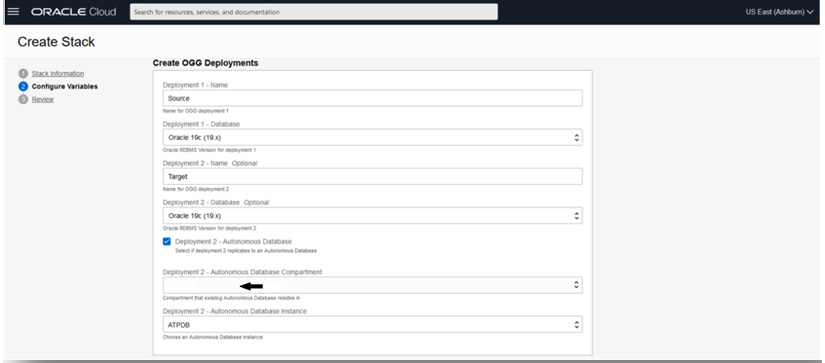 ORACLE Cloud
Search for resources, services, and documentation
US East (Ashburn)
Create Stack
1 Stack Information
2 Configure Variables
3 Review
Create OGG Deployments
Deployment 1 - Name
Source
Name for OGG deployment 1
Deployment 1 - Database
Oracle 19c (19.x)
Oracle RDBMS Version for deployment 1
Deployment 2 - Name Optional
Target
Name for OGG deployment 2
Deployment 2 - Database Optional
Oracle 19c (19.x)
Oracle RDBMS Version for deployment 2
Deployment 2 - Autonomous Database
Select if deployment 2 replicates to an Autonomous Database
Deployment 2 - Autonomous Database Compartment
Compartment that existing Autonomous Database resides in
Deployment 2 - Autonomous Database Instance
ATPDB
Choose an Autonomous Database instance